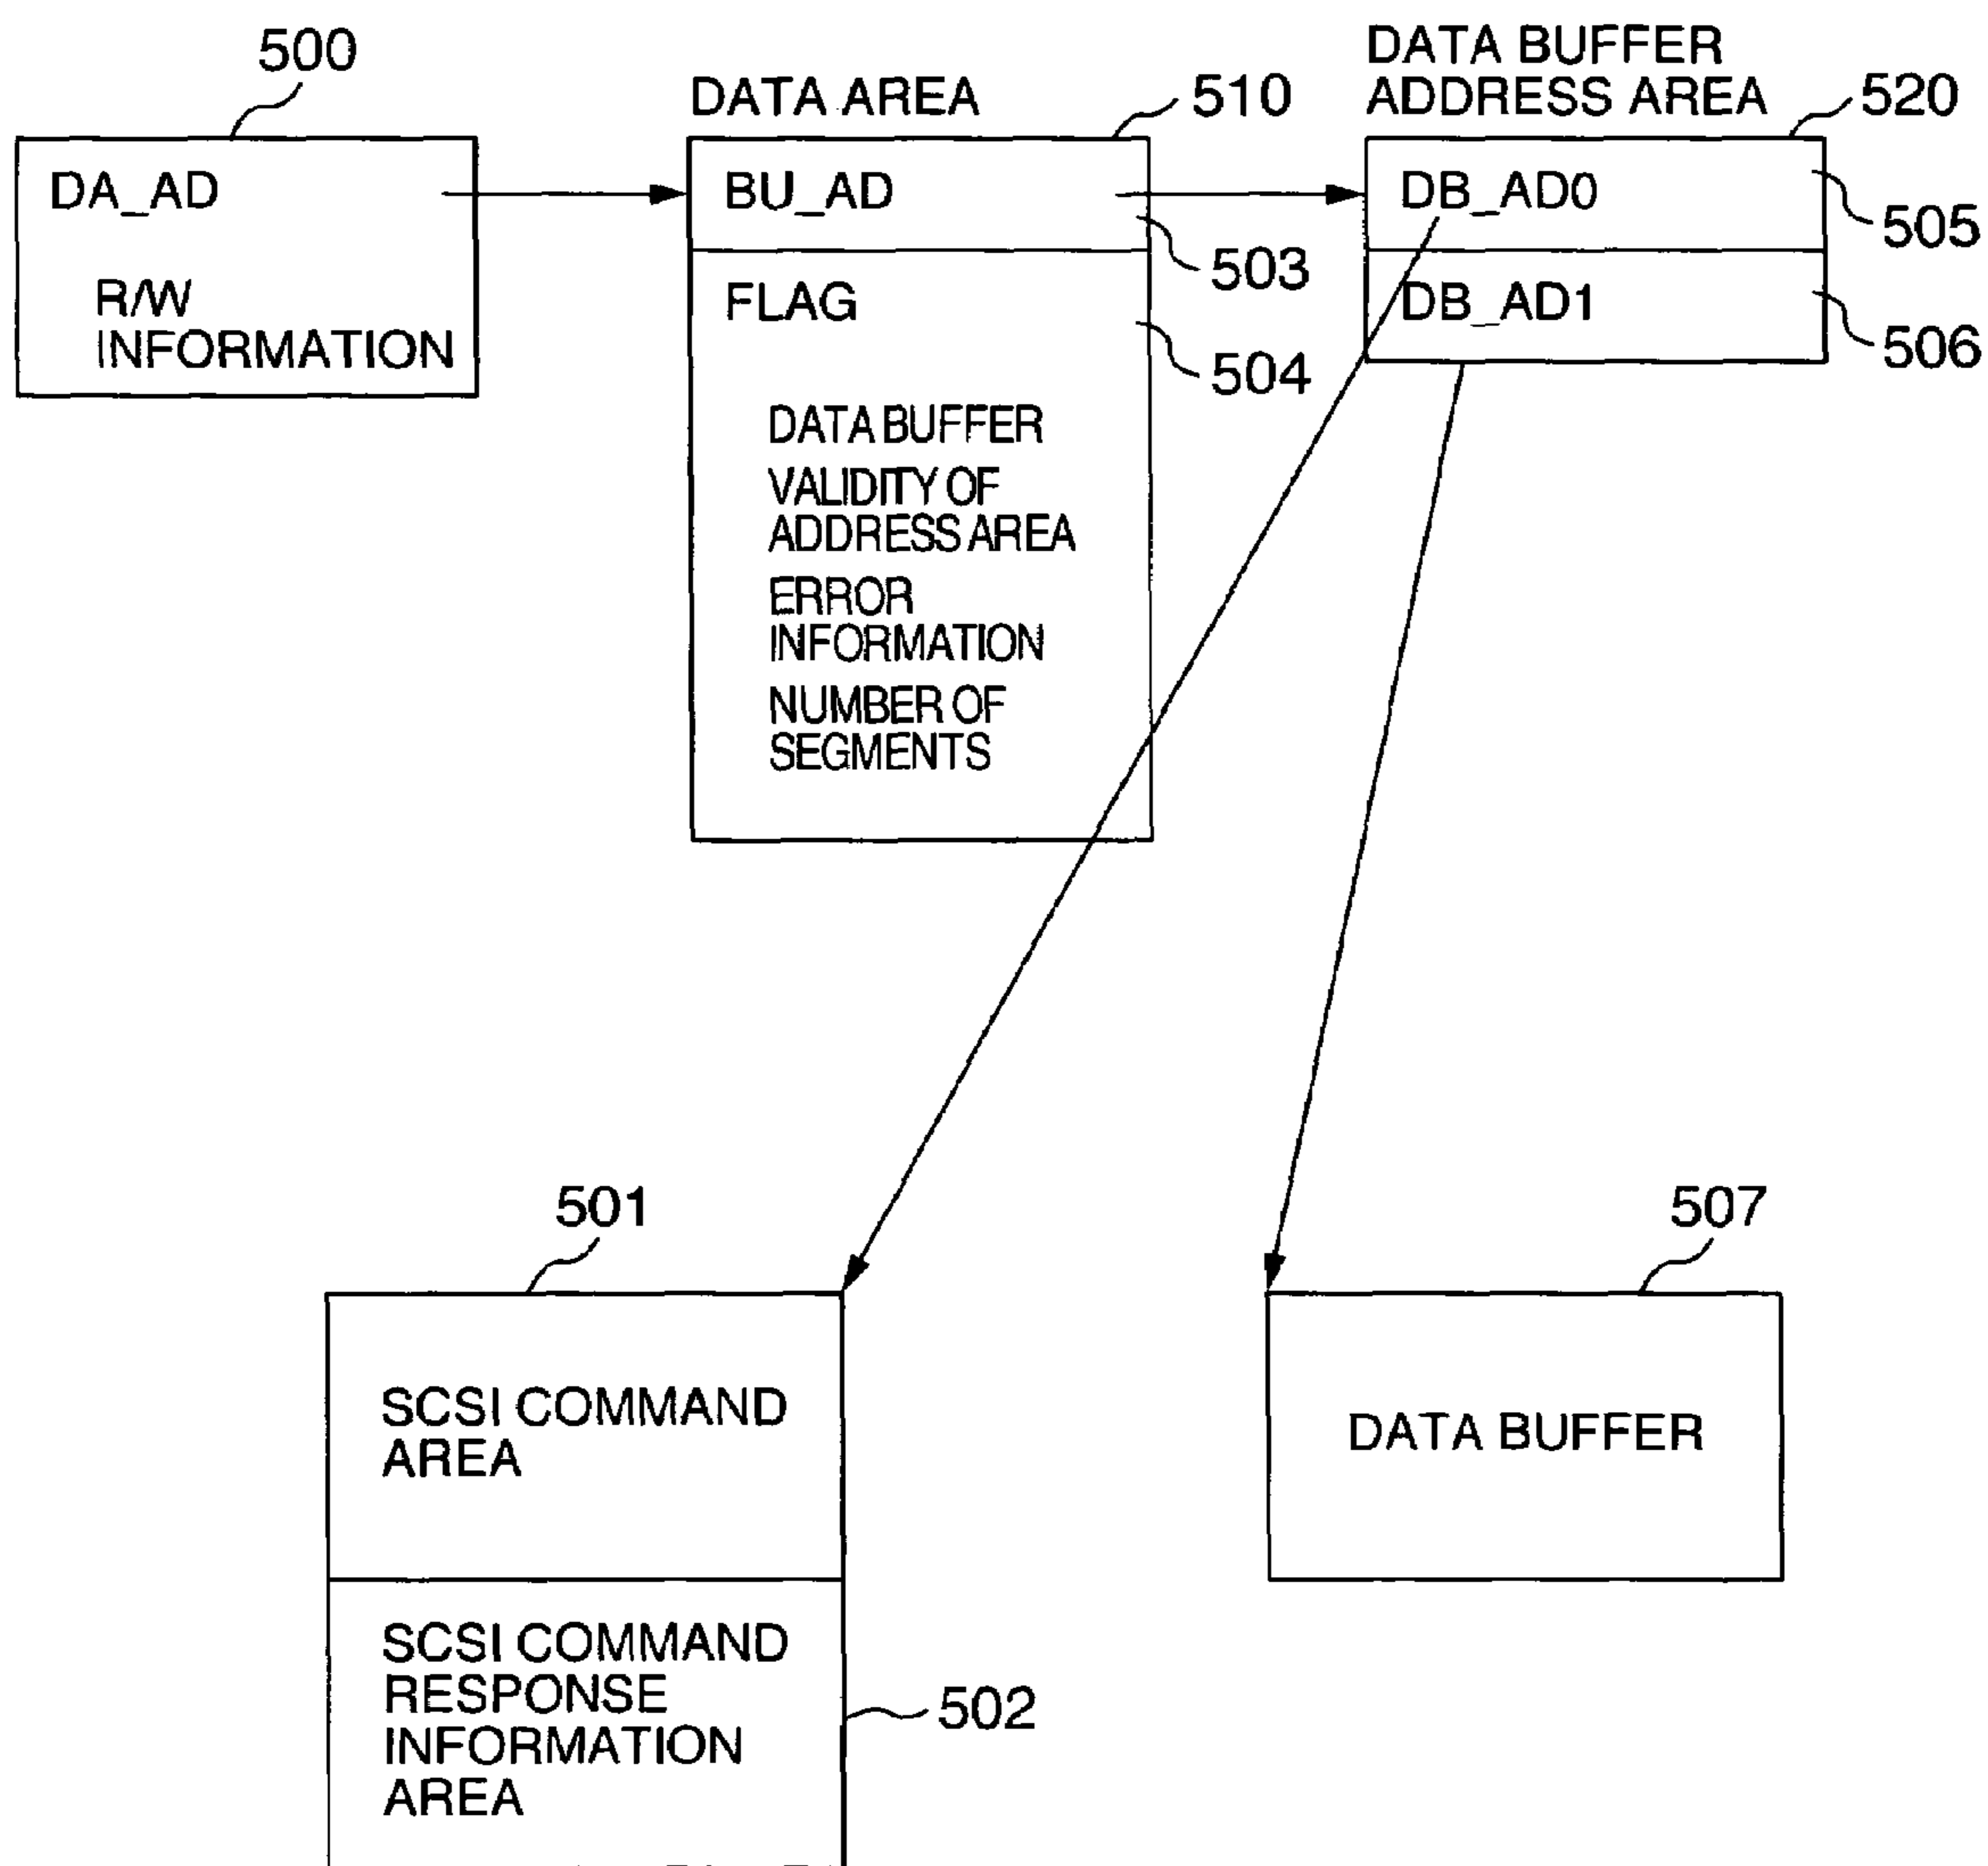 500
DATA AREA
510
DATA BUFFER
ADDRESS AREA
520
DA_AD
R/W
INFORMATION
BU_AD
503
FLAG
504
DATA BUFFER
VALIDITY OF
ADDRESS AREA
ERROR
INFORMATION
NUMBER OF
SEGMENTS
DB_AD0
505
DB_AD1
506
501
SCSI COMMAND
AREA
SCSI COMMAND
RESPONSE
INFORMATION
AREA
502
507
DATA BUFFER